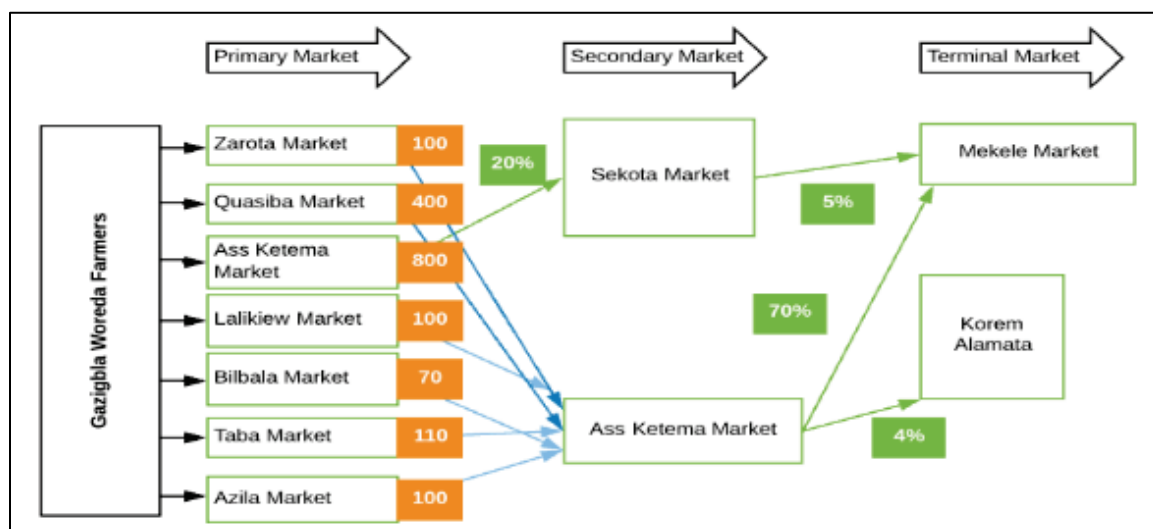 Primary Market
Secondary Market
Terminal Market
Gazigbla Woreda Farmers
Zarota Market
100
Quasiba Market
400
Ass Ketema
Market
800
Lalikiew Market
100
Bilbala Market
70
Taba Market
110
Azila Market
100
20%
Sekota Market
Ass Ketema Market
5%
70%
4%
Mekele Market
Korem
Alamata